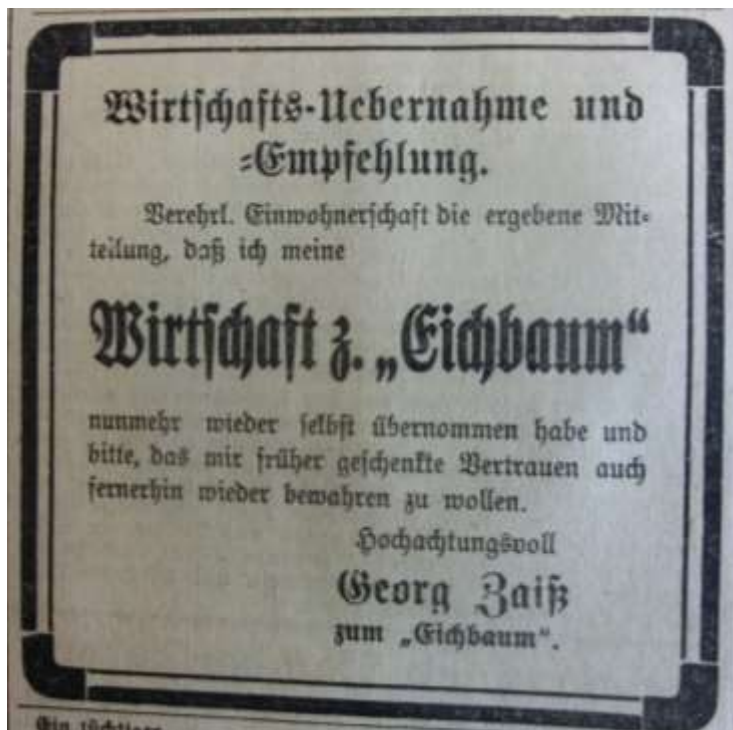 Wirtschafts-Uebernahme und
=Empfehlung.
Verehrl. Einwohnerschaft die ergebene Mit=
teilung, daß ich meine
Wirtschaft z. „Eichbaum“
nunmehr wieder selbst übernommen habe und
bitte, das mir früher geschenkte Vertrauen auch
fernerhin wieder bewahren zu wollen.
Hochachtungsvoll
Georg Zaiß
zum „Eichbaum“.
Ein